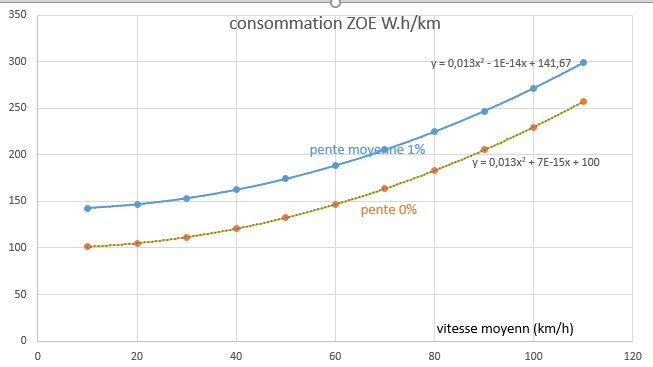 consommation ZOE W.h/km
350
300
250
200
150
100
50
0
y = 0,013x² - 1E-14x + 141,67
pente moyenne 1%
y = 0,013x² + 7E-15x + 100
pente 0%
vitesse moyenn (km/h)
0 20 40 60 80 100 120